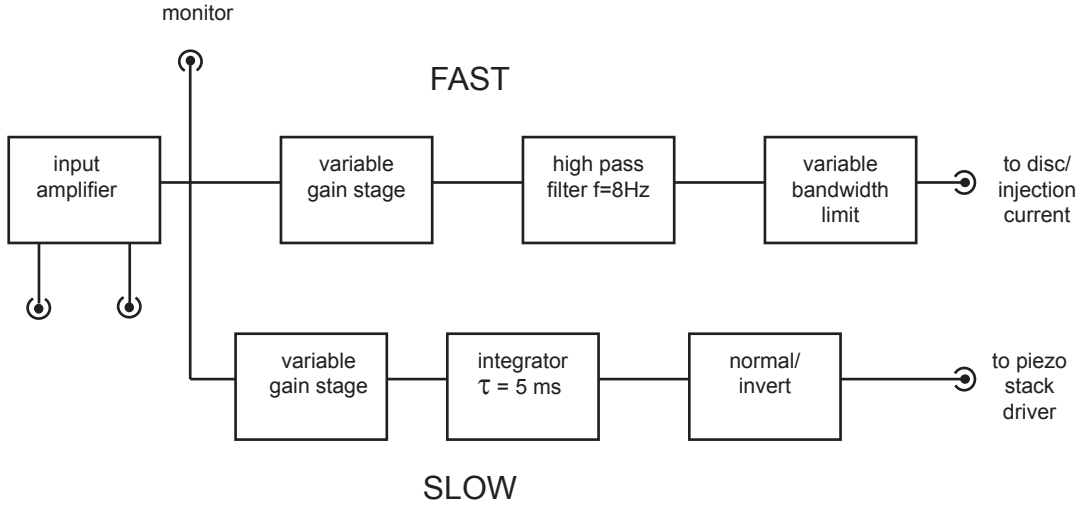 monitor
FAST
input
amplifier
variable
gain stage
high pass
filter f=8Hz
variable
bandwidth
limit
to disc/
injection
current
variable
gain stage
integrator
τ = 5 ms
normal/
invert
to piezo
stack
driver
SLOW